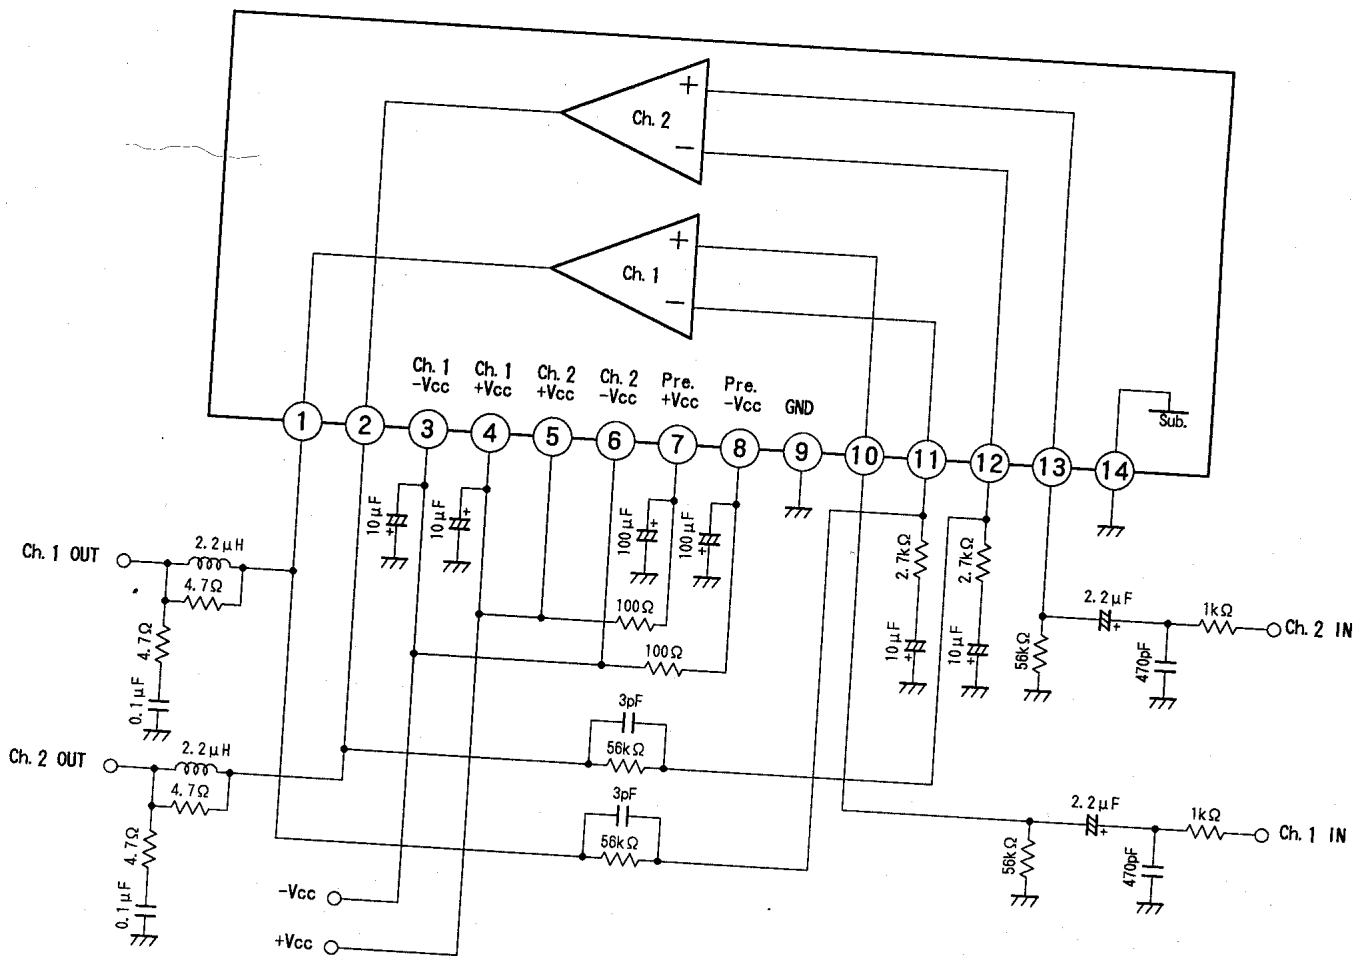 Ch. 2
+
−
Ch. 1
+
−
Ch. 1
−Vcc
Ch. 1
+Vcc
Ch. 2
+Vcc
Ch. 2
−Vcc
Pre.
+Vcc
Pre.
−Vcc
GND
Sub.
1
2
3
4
5
6
7
8
9
10
11
12
13
14
10μF
+
10μF
+
100μF
+
100μF
+
2.7kΩ
2.7kΩ
10μF
+
10μF
+
Ch. 1 OUT
2.2μH
4.7Ω
4.7Ω
0.1μF
100Ω
100Ω
2.2μF
+
1kΩ
Ch. 2 IN
56kΩ
470pF
Ch. 2 OUT
2.2μH
4.7Ω
4.7Ω
0.1μF
3pF
56kΩ
3pF
56kΩ
2.2μF
+
1kΩ
Ch. 1 IN
56kΩ
470pF
−Vcc
+Vcc